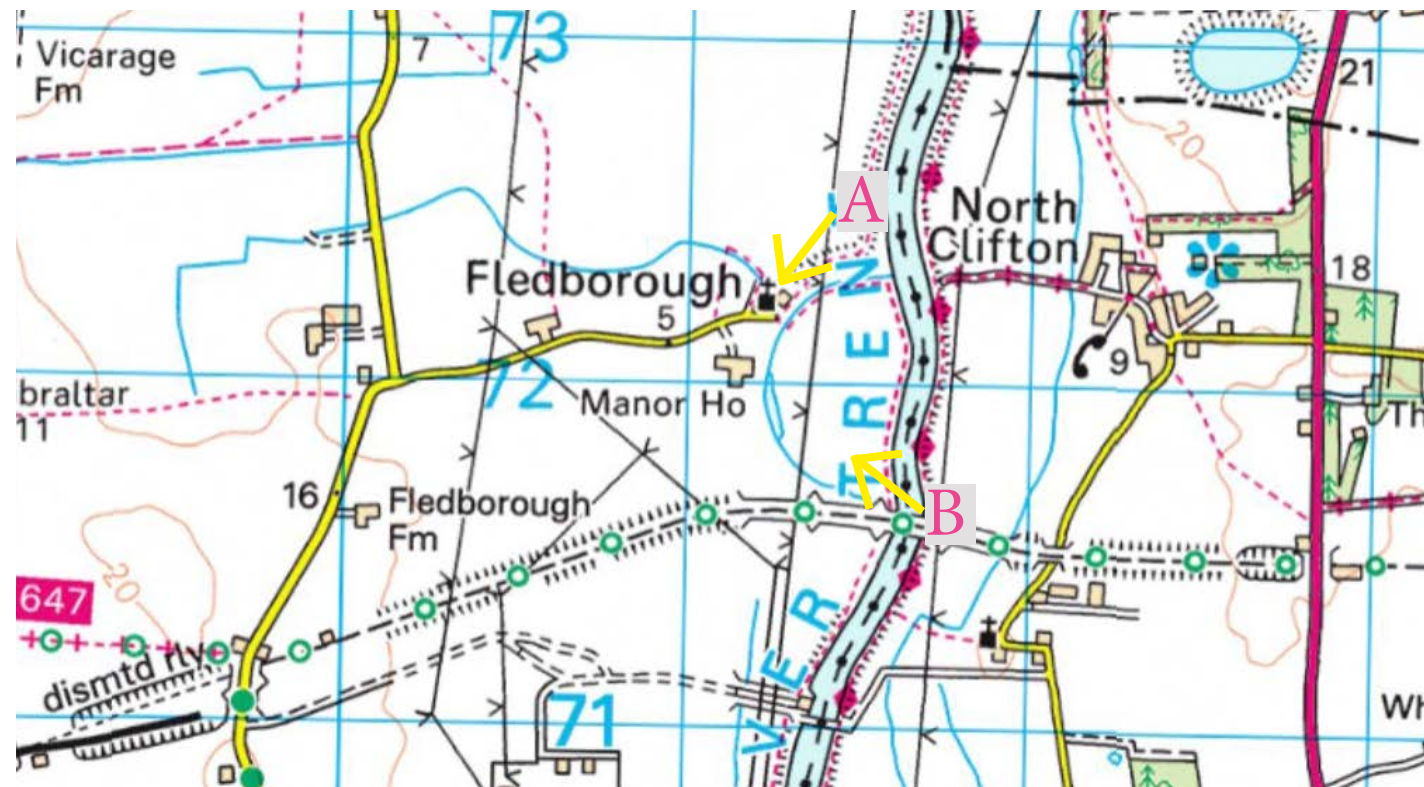 73
Vicarage
Fm
7
21
20
A
North
Clifton
Fledborough
5
18
TRENT
72
Manor Ho
9
braltar
11
16
Fledborough
Fm
B
20
647
dismtd rly
VER
71
Th
Wh